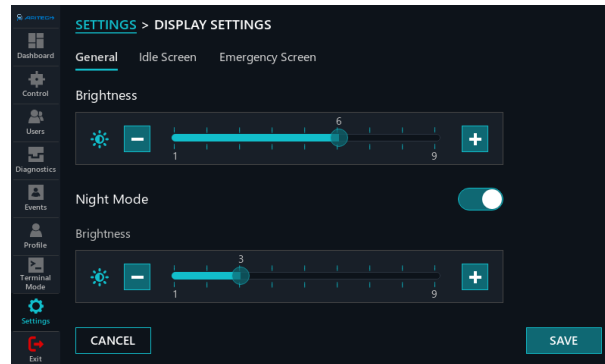 SETTINGS > DISPLAY SETTINGS
Dashboard
Control
Users
Diagnostics
Events
Profile
Terminal
Mode
Settings
Exit
General Idle Screen Emergency Screen
Brightness
6
1 9
Night Mode
Brightness
3
1 9
CANCEL SAVE